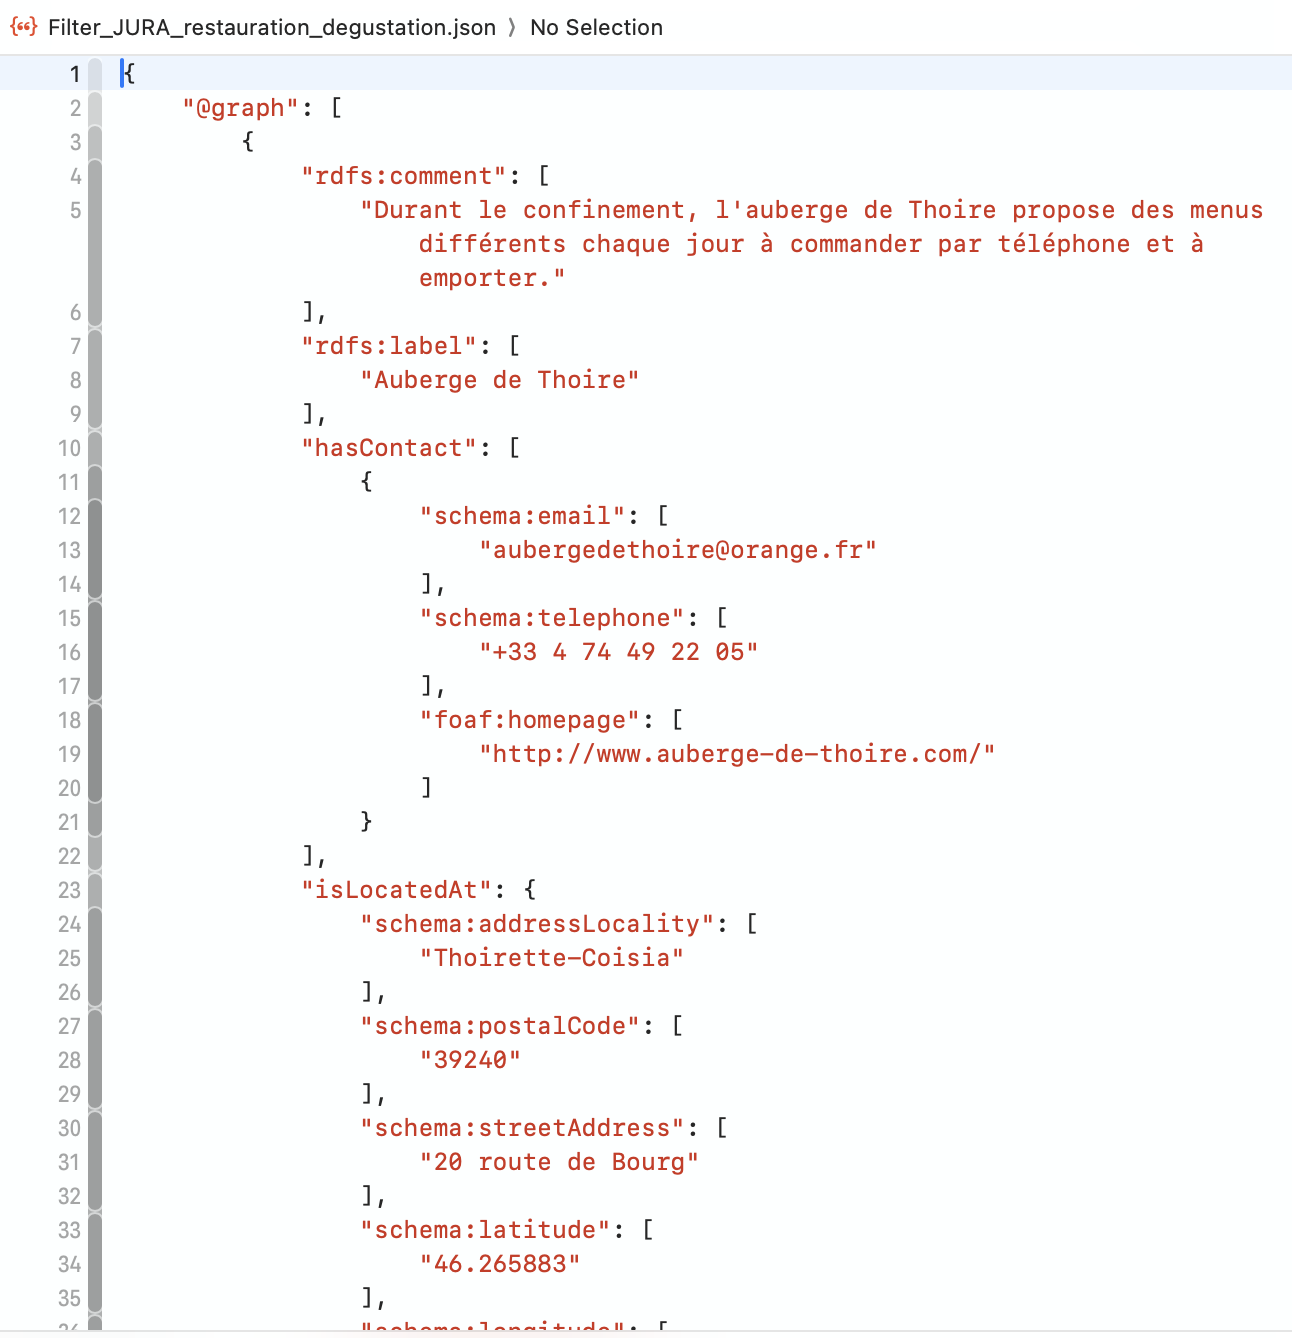 Filter_JURA_restauration_degustation.json 〉 No Selection
1 {
2 "@graph": [
3 {
4 "rdfs:comment": [
5 "Durant le confinement, l'auberge de Thoire propose des menus
différents chaque jour à commander par téléphone et à
emporter."
6 ],
7 "rdfs:label": [
8 "Auberge de Thoire"
9 ],
10 "hasContact": [
11 {
12 "schema:email": [
13 "aubergedethoire@orange.fr"
14 ],
15 "schema:telephone": [
16 "+33 4 74 49 22 05"
17 ],
18 "foaf:homepage": [
19 "http://www.auberge-de-thoire.com/"
20 ]
21 }
22 ],
23 "isLocatedAt": {
24 "schema:addressLocality": [
25 "Thoirette-Coisia"
26 ],
27 "schema:postalCode": [
28 "39240"
29 ],
30 "schema:streetAddress": [
31 "20 route de Bourg"
32 ],
33 "schema:latitude": [
34 "46.265883"
35 ],
36 "schema:longitude": [